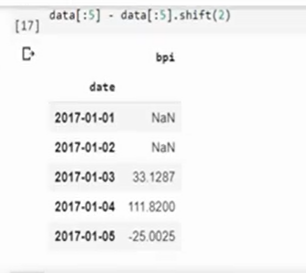 [17] data[:5] - data[:5].shift(2)
bpi
date
2017-01-01 NaN
2017-01-02 NaN
2017-01-03 33.1287
2017-01-04 111.8200
2017-01-05 -25.0025